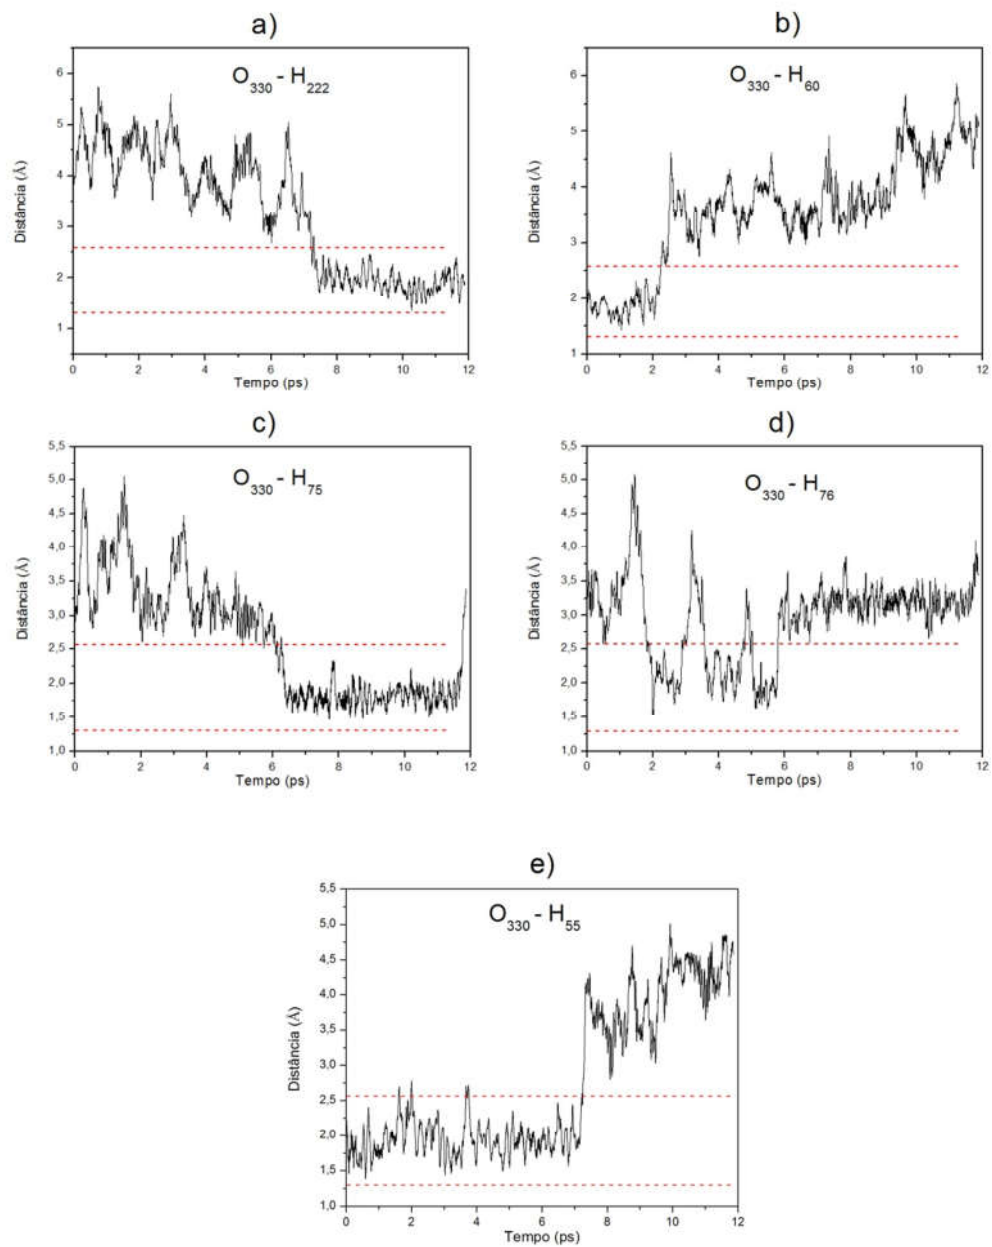 a)
O330 - H222
Distância (Å)
6
5
4
3
2
1
0 2 4 6 8 10 12
Tempo (ps)
b)
O330 - H60
Distância (Å)
6
5
4
3
2
1
0 2 4 6 8 10 12
Tempo (ps)
c)
O330 - H75
Distância (Å)
5,5
5,0
4,5
4,0
3,5
3,0
2,5
2,0
1,5
1,0
0 2 4 6 8 10 12
Tempo (ps)
d)
O330 - H76
Distância (Å)
5,5
5,0
4,5
4,0
3,5
3,0
2,5
2,0
1,5
1,0
0 2 4 6 8 10 12
Tempo (ps)
e)
O330 - H55
Distância (Å)
5,5
5,0
4,5
4,0
3,5
3,0
2,5
2,0
1,5
1,0
0 2 4 6 8 10 12
Tempo (ps)